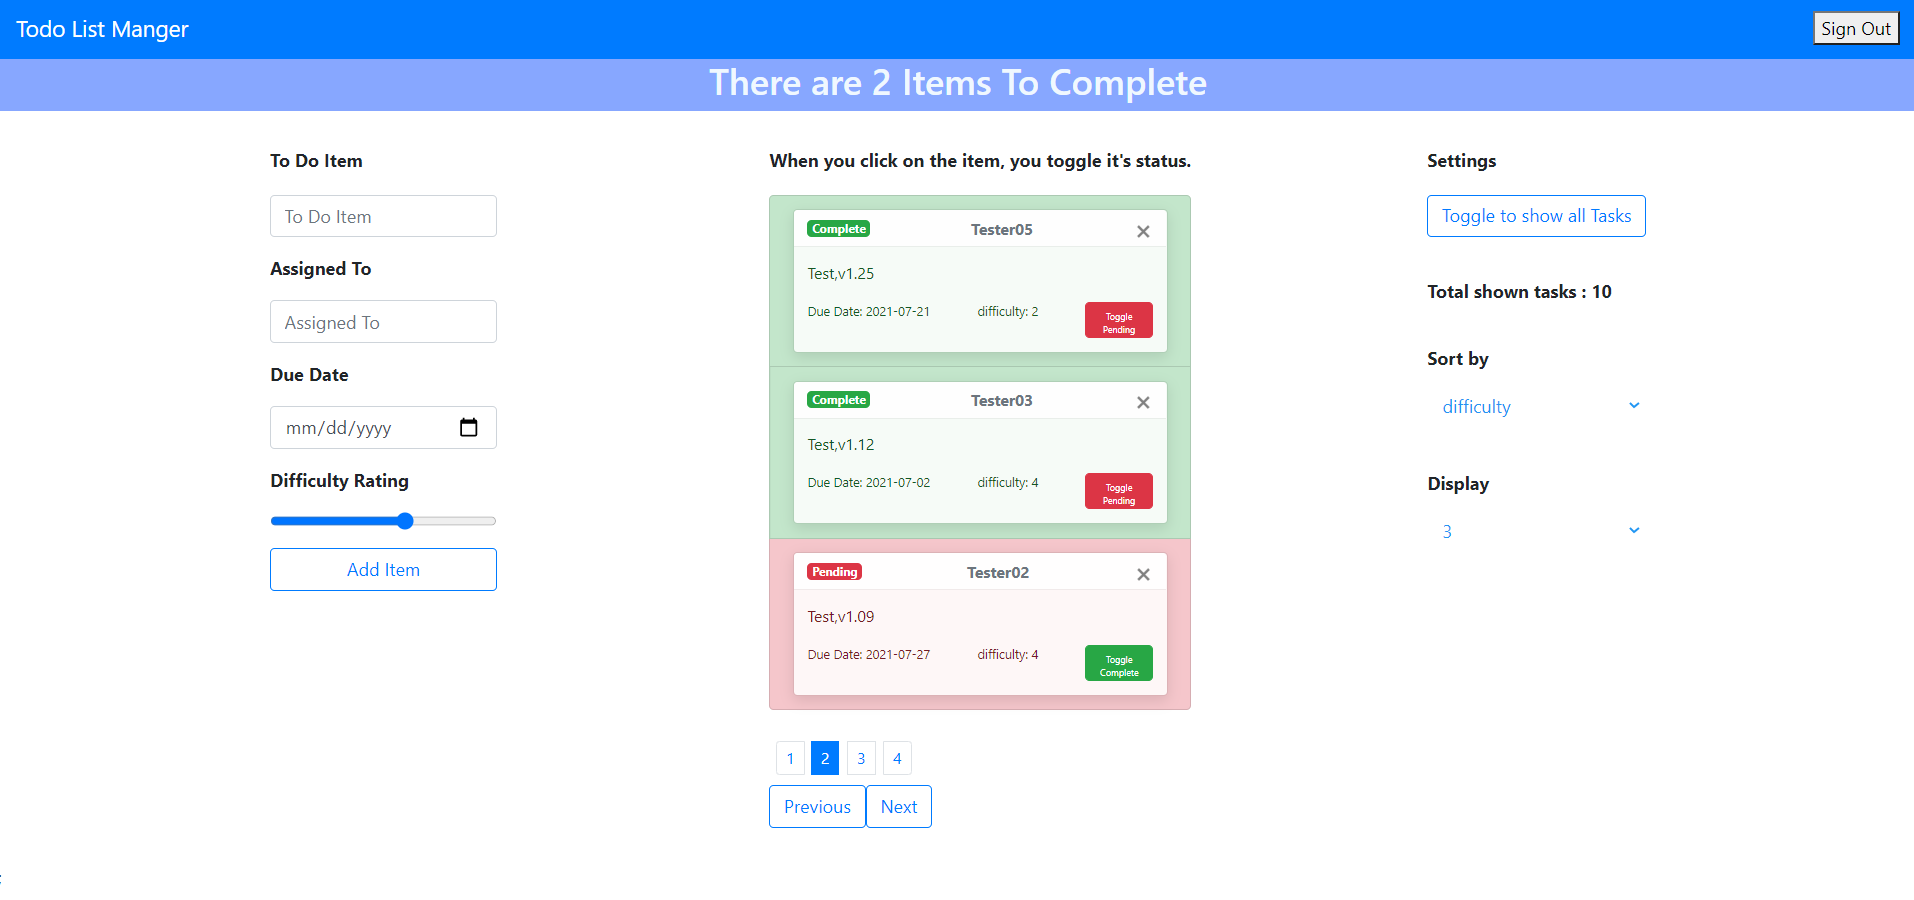 Todo List Manger
Sign Out
There are 2 Items To Complete
To Do Item
To Do Item
Assigned To
Assigned To
Due Date
mm/dd/yyyy
Difficulty Rating
Add Item
When you click on the item, you toggle it's status.
Complete Tester05 ×
Test,v1.25
Due Date: 2021-07-21 difficulty: 2 Toggle
Pending
Complete Tester03 ×
Test,v1.12
Due Date: 2021-07-02 difficulty: 4 Toggle
Pending
Pending Tester02 ×
Test,v1.09
Due Date: 2021-07-27 difficulty: 4 Toggle
Complete
1 2 3 4
Previous Next
Settings
Toggle to show all Tasks
Total shown tasks : 10
Sort by
difficulty
Display
3